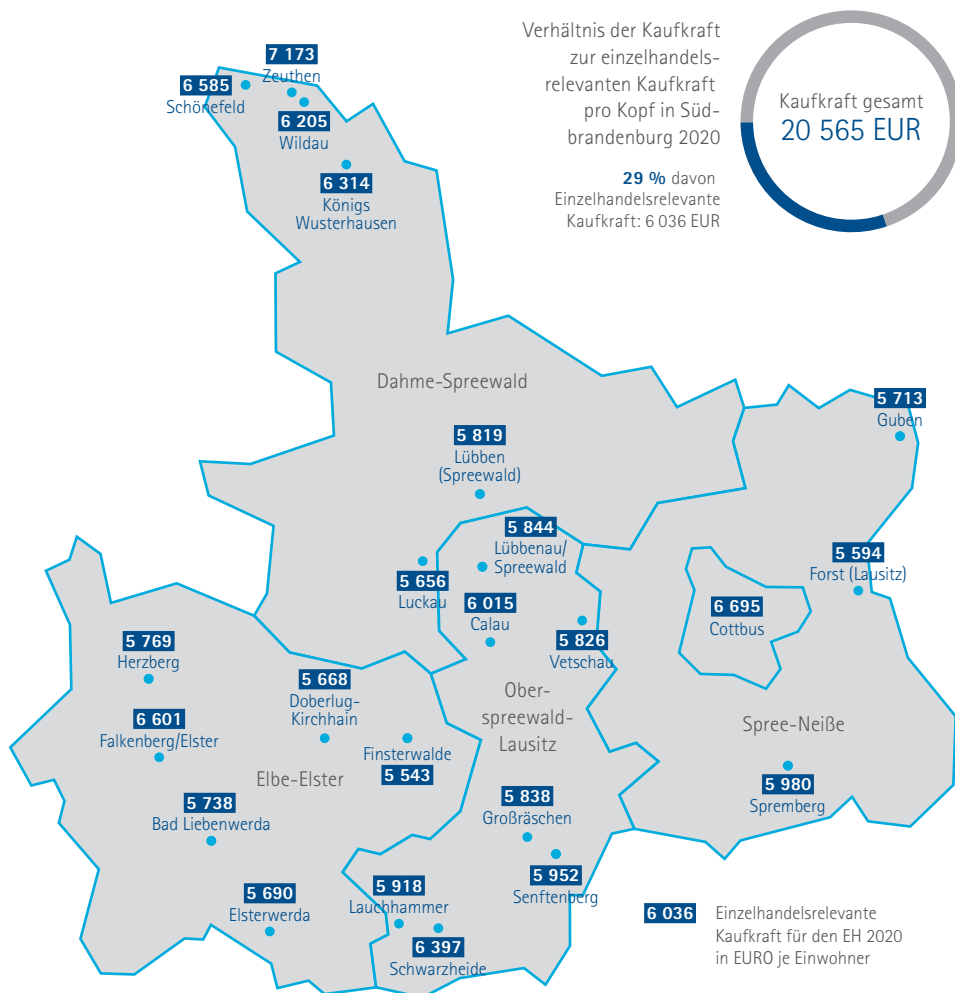 Verhältnis der Kaufkraft
zur einzelhandels-
relevanten Kaufkraft
pro Kopf in Süd-
brandenburg 2020
29 % davon
Einzelhandelsrelevante
Kaufkraft: 6 036 EUR
Kaufkraft gesamt
20 565 EUR
7 173
Zeuthen
6 585
Schönefeld
6 205
Wildau
6 314
Königs
Wusterhausen
Dahme-Spreewald
5 713
Guben
5 819
Lübben
(Spreewald)
5 844
Lübbenau/
Spreewald
5 594
Forst (Lausitz)
5 656
Luckau
6 015
Calau
5 826
Vetschau
6 695
Cottbus
5 769
Herzberg
5 668
Doberlug-
Kirchhain
Ober-
spreewald-
Lausitz
6 601
Falkenberg/Elster
Finsterwalde
5 543
Spree-Neiße
Elbe-Elster
5 980
Spremberg
5 738
Bad Liebenwerda
5 838
Großräschen
5 952
Senftenberg
5 690
Elsterwerda
5 918
Lauchhammer
6 397
Schwarzheide
6 036
Einzelhandelsrelevante
Kaufkraft für den EH 2020
in EURO je Einwohner